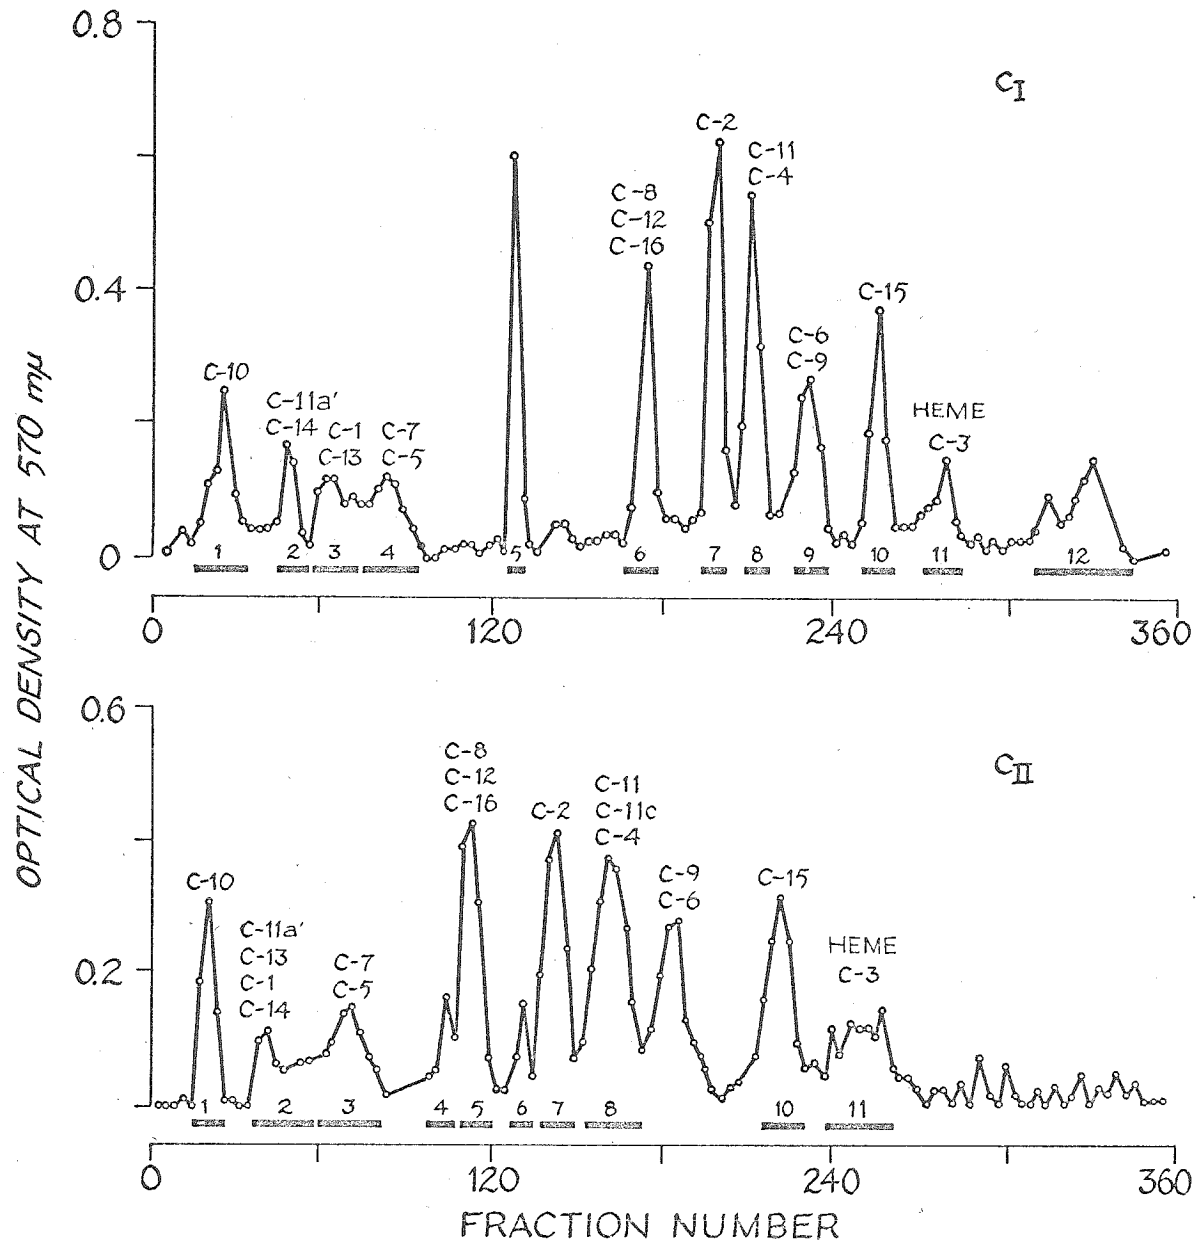 OPTICAL DENSITY AT 570 mμ
0.8
0.4
0
CI
C-10
C-11a'
C-14
C-1
C-13
C-7
C-5
C-8
C-12
C-16
C-2
C-11
C-4
C-6
C-9
C-15
HEME
C-3
1 2 3 4 5 6 7 8 9 10 11 12
0 120 240 360
0.6
0.2
CII
C-10
C-11a'
C-13
C-1
C-14
C-7
C-5
C-8
C-12
C-16
C-2
C-11
C-11c
C-4
C-9
C-6
C-15
HEME
C-3
1 2 3 4 5 6 7 8 10 11
0 120 240 360
FRACTION NUMBER